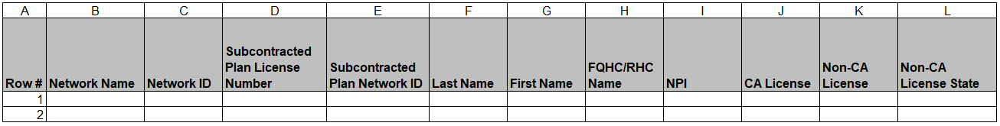 A B C D E F G H I J K L
Row # Network Name Network ID Subcontracted Plan License Number Subcontracted Plan Network ID Last Name First Name FQHC/RHC Name NPI CA License Non-CA License Non-CA License State
1
2